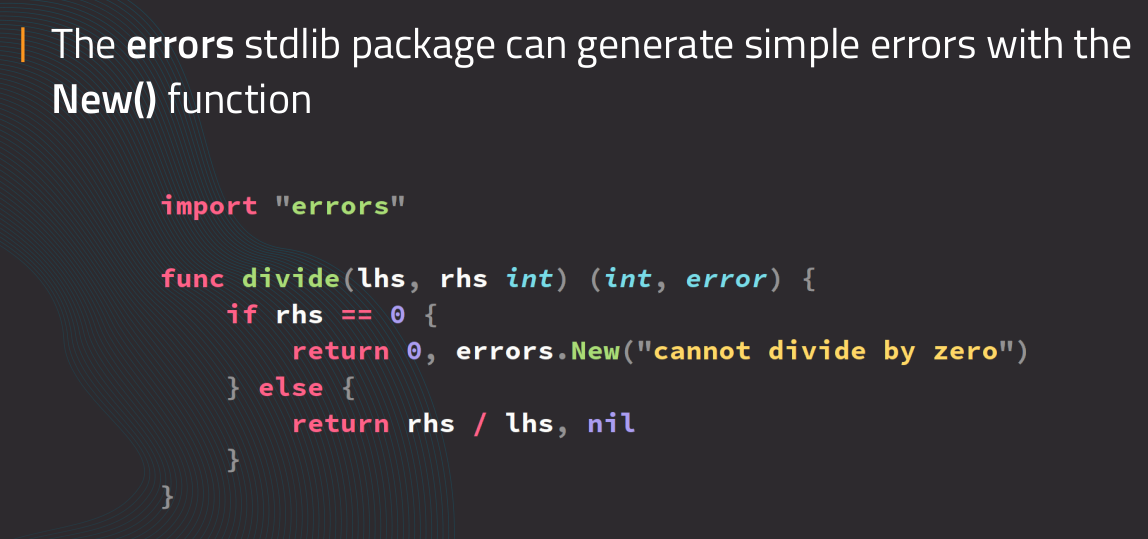 The errors stdlib package can generate simple errors with the
New() function
import "errors"
func divide(lhs, rhs int) (int, error) {
    if rhs == 0 {
        return 0, errors.New("cannot divide by zero")
    } else {
        return rhs / lhs, nil
    }
}